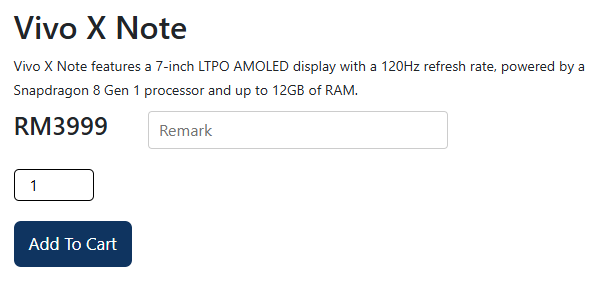 Vivo X Note
Vivo X Note features a 7-inch LTPO AMOLED display with a 120Hz refresh rate, powered by a
Snapdragon 8 Gen 1 processor and up to 12GB of RAM.
RM3999 Remark
1
Add To Cart